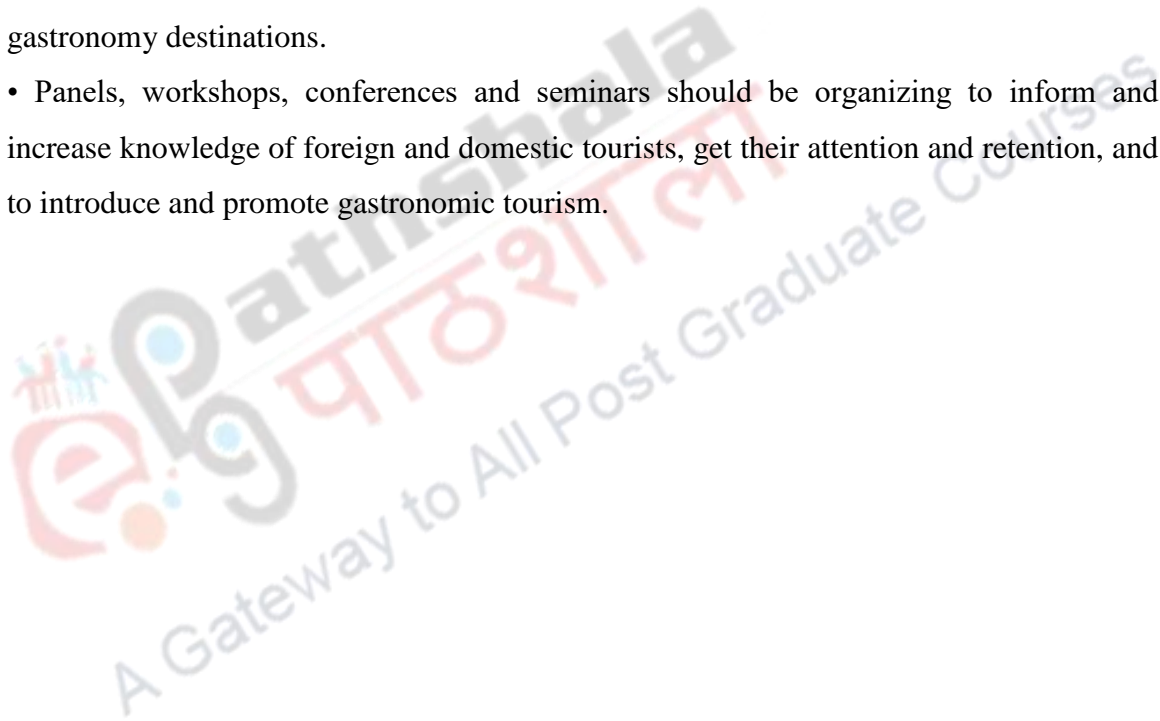 gastronomy destinations.
• Panels, workshops, conferences and seminars should be organizing to inform and
increase knowledge of foreign and domestic tourists, get their attention and retention, and
to introduce and promote gastronomic tourism.
e pg Pathshala
पाठशाला
A Gateway to All Post Graduate Courses